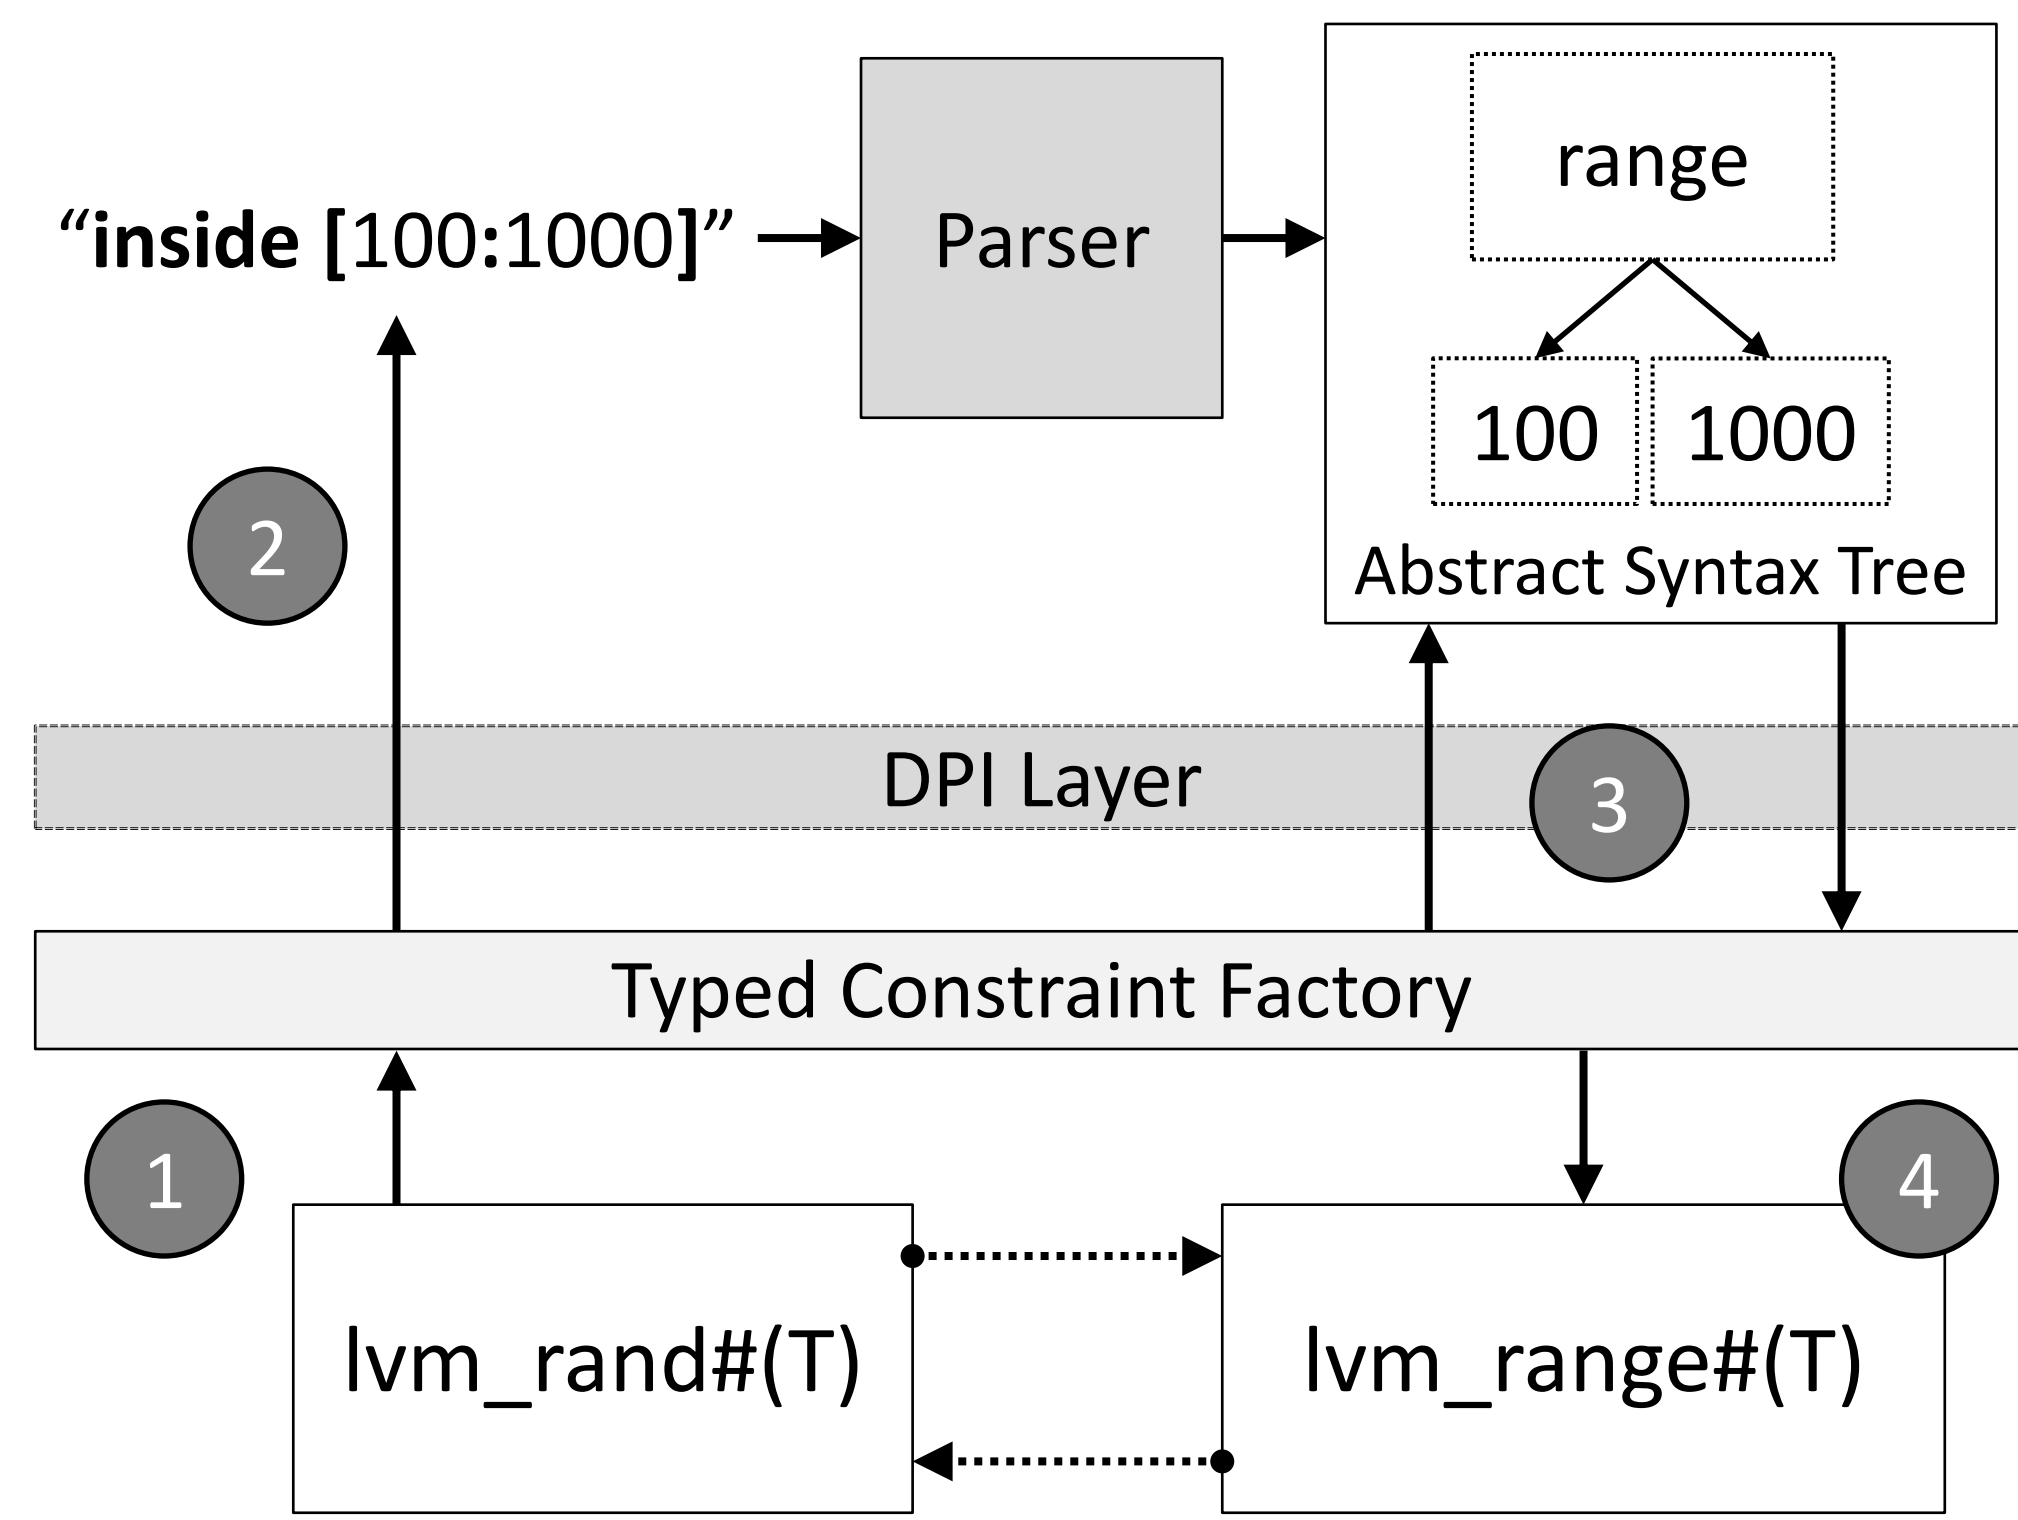 range
“inside [100:1000]”
Parser
100
1000
Abstract Syntax Tree
2
DPI Layer
3
Typed Constraint Factory
1
4
lvm_rand#(T)
lvm_range#(T)